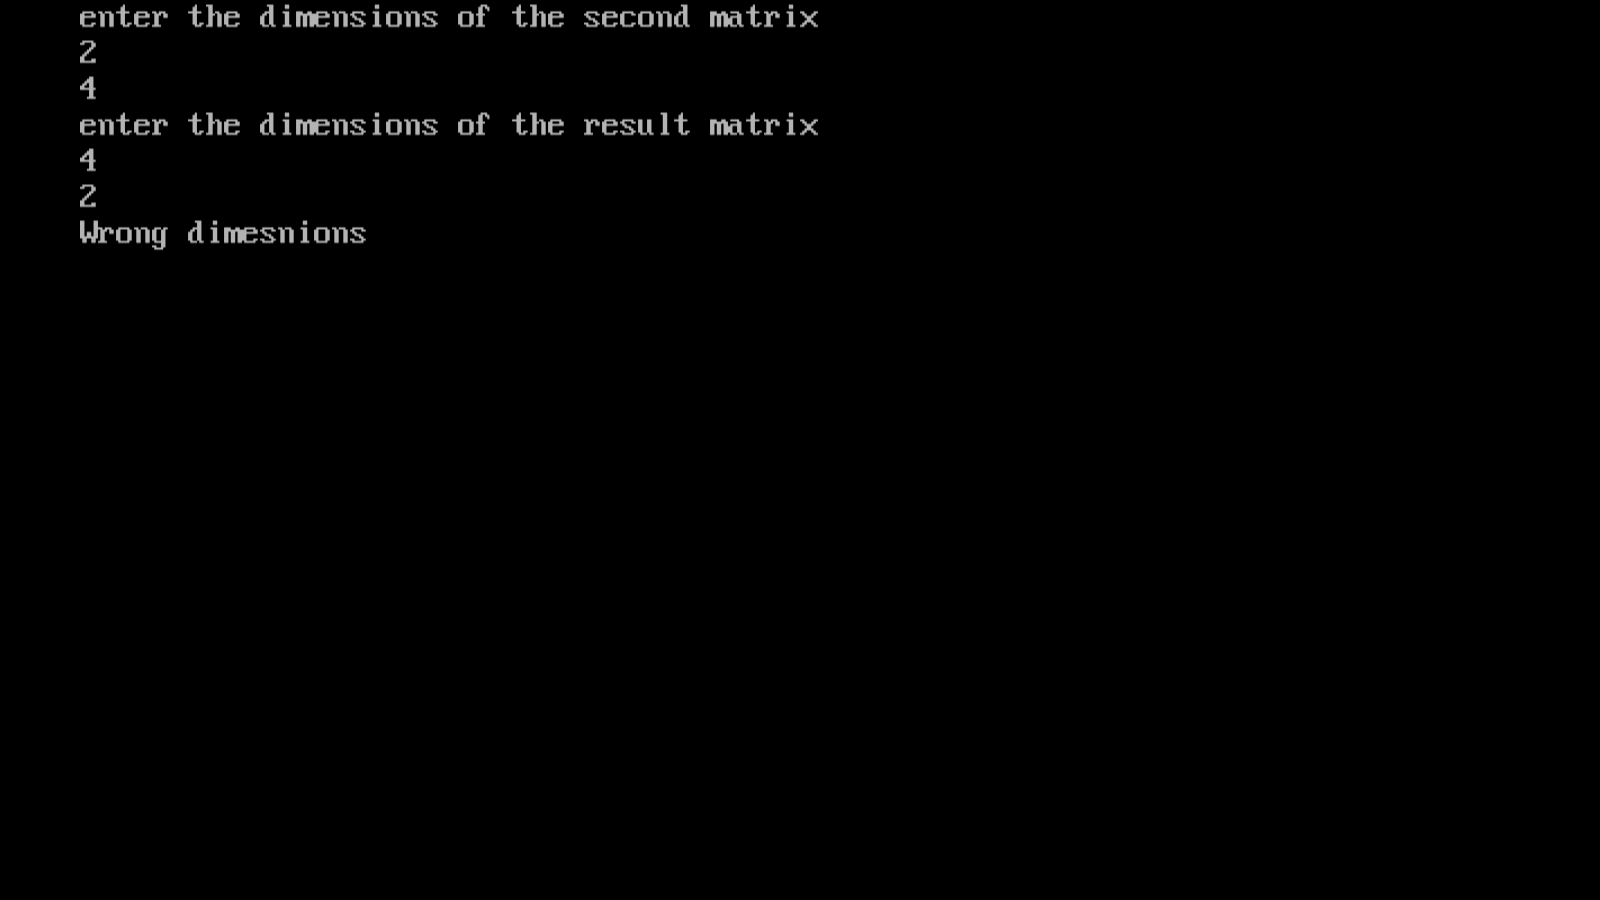 enter the dimensions of the second matrix
2
4
enter the dimensions of the result matrix
4
2
Wrong dimesnions